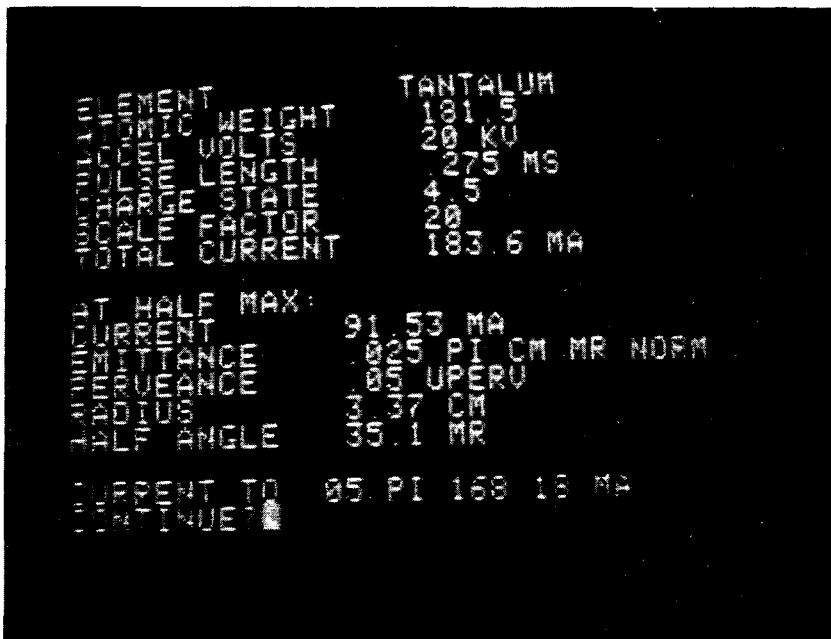 ELEMENT TANTALUM
ATOMIC WEIGHT 181.5
ACCEL VOLTS 20 KV
PULSE LENGTH .275 MS
CHARGE STATE 4.5
SCALE FACTOR 20
TOTAL CURRENT 183.6 MA
AT HALF MAX:
CURRENT 91.53 MA
EMITTANCE .025 PI CM MR NORM
PERVEANCE .05 UPERV
RADIUS 3.37 CM
HALF ANGLE 35.1 MR
CURRENT TO .05 PI 168.18 MA
CONTINUE?